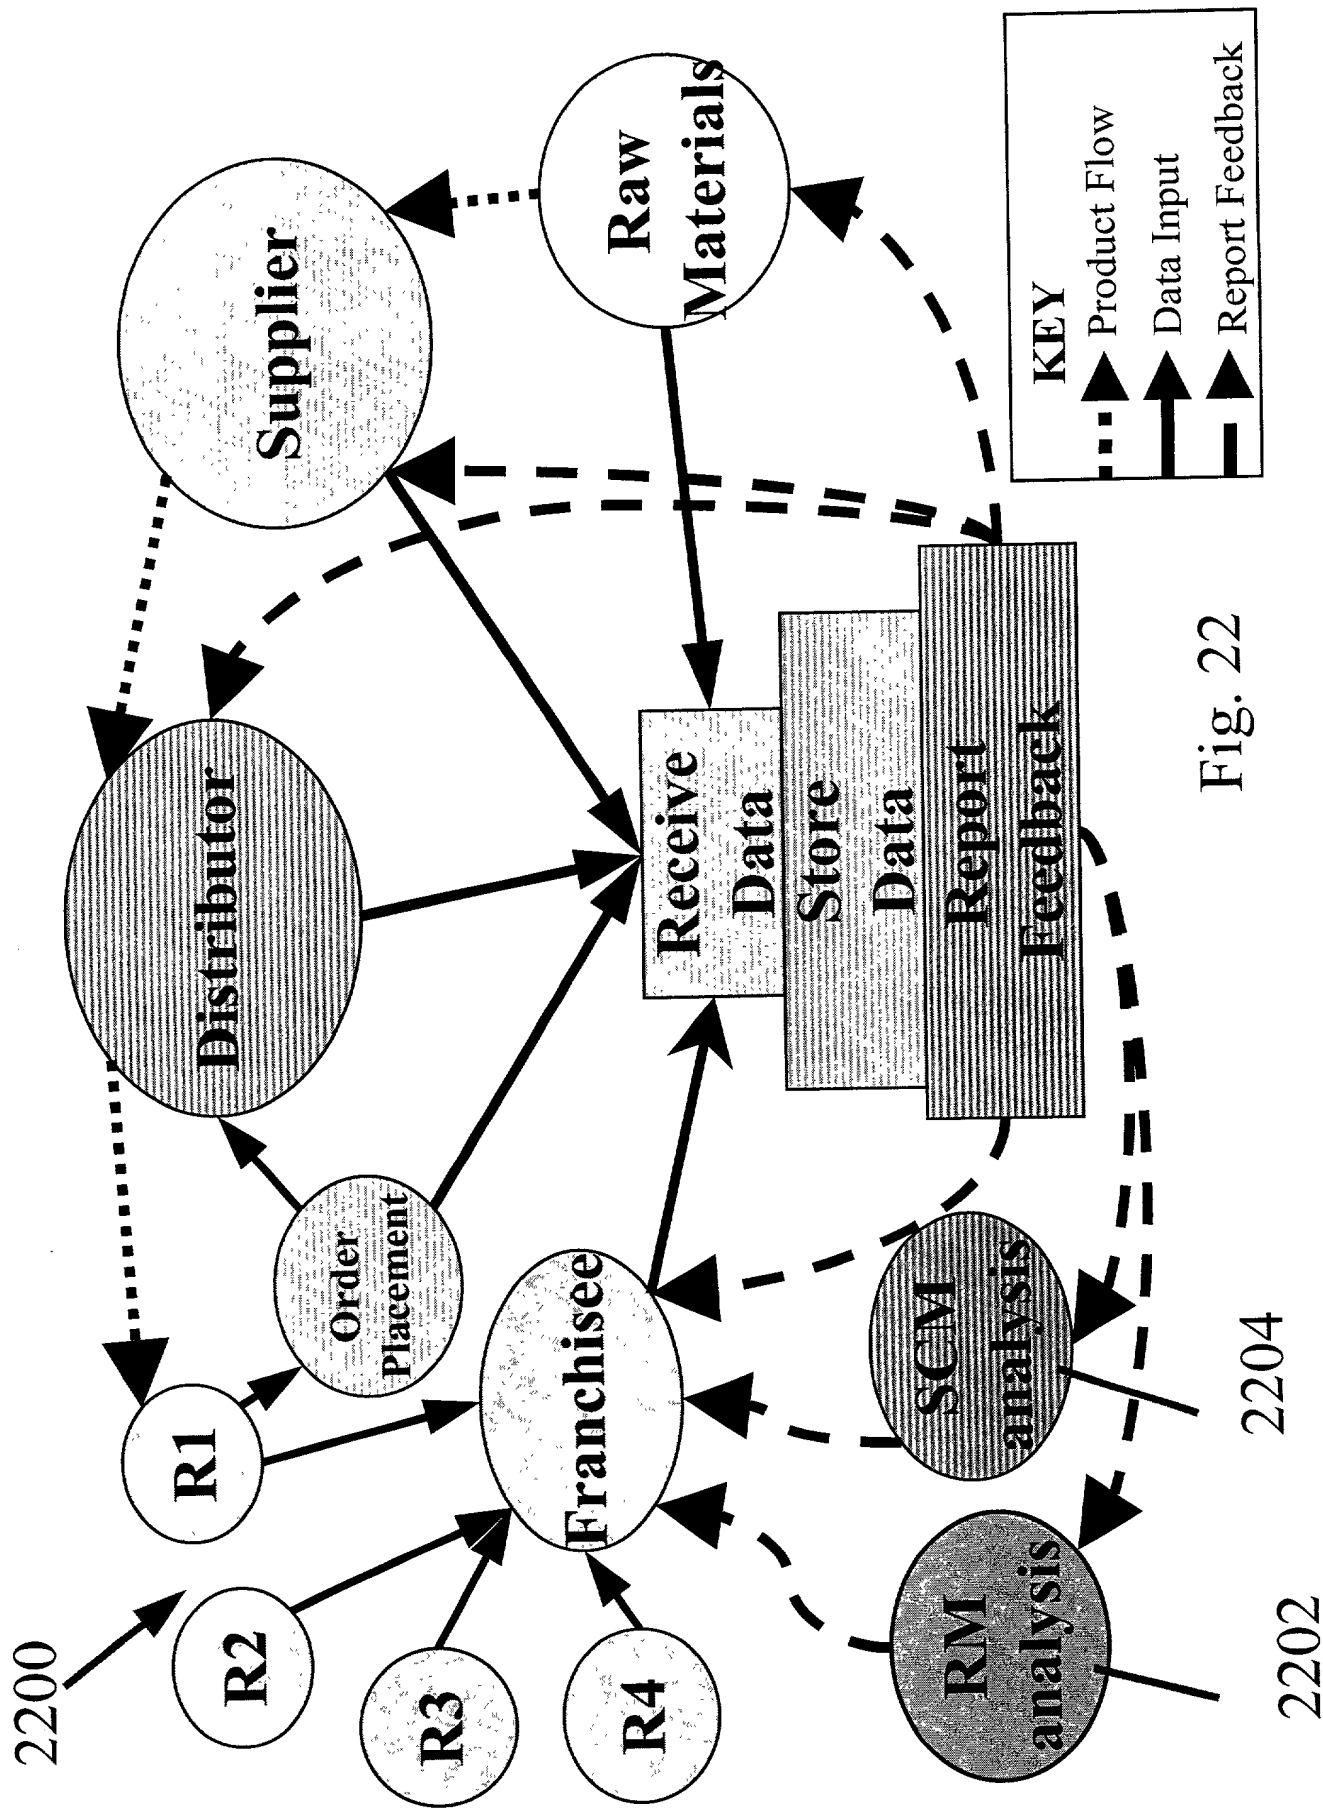 2200
R1
R2
R3
R4
Order
Placement
Distributor
Supplier
Raw
Materials
Franchisee
Receive
Data
Store
Data
Report
Feedback
RM
analysis
SCM
analysis
2202
2204
Fig. 22
KEY
Product Flow
Data Input
Report Feedback